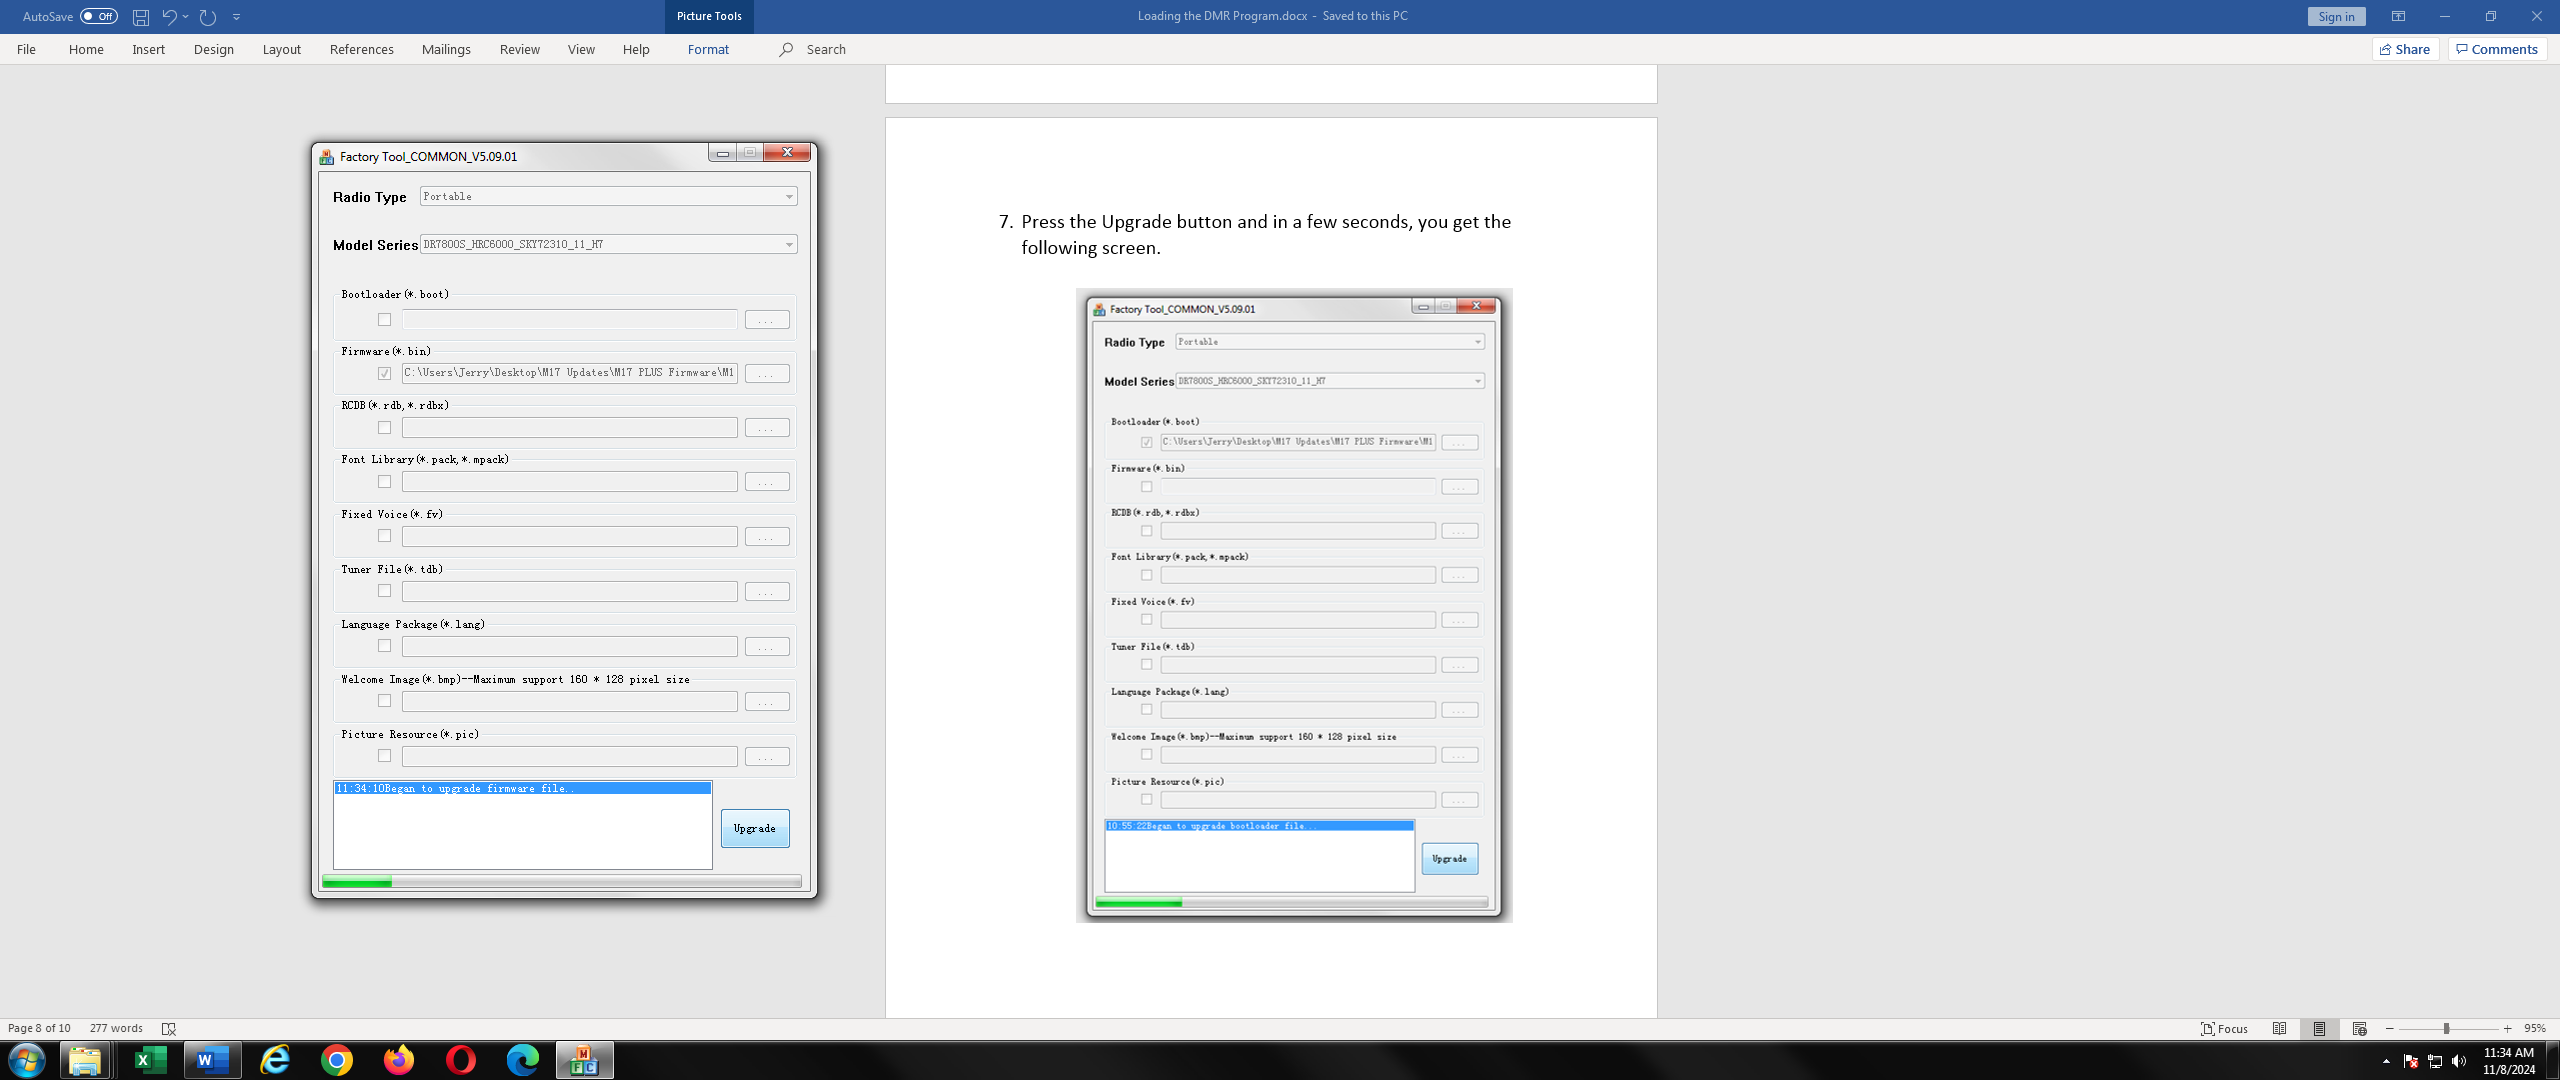 AutoSave Off
Picture Tools
Loading the DMR Program.docx - Saved to this PC
Sign in
File Home Insert Design Layout References Mailings Review View Help Format Search
Share Comments
Factory Tool_COMMON_V5.09.01
Radio Type Portable
Model Series DR7800S_HRC6000_SKY72310_11_H7
Bootloader(*.boot)
...
Firmware(*.bin)
C:\Users\Jerry\Desktop\M17 Updates\M17 PLUS Firmware\M1 ...
RCDB(*.rdb,*.rdbx)
...
Font Library(*.pack,*.mpack)
...
Fixed Voice(*.fv)
...
Tuner File(*.tdb)
...
Language Package(*.lang)
...
Welcome Image(*.bmp)--Maximum support 160 * 128 pixel size
...
Picture Resource(*.pic)
...
11:34:10Began to upgrade firmware file..
Upgrade
7. Press the Upgrade button and in a few seconds, you get the
following screen.
Factory Tool_COMMON_V5.09.01
Radio Type Portable
Model Series DR7800S_HRC6000_SKY72310_11_H7
Bootloader(*.boot)
C:\Users\Jerry\Desktop\M17 Updates\M17 PLUS Firmware\M1 ...
Firmware(*.bin)
...
RCDB(*.rdb,*.rdbx)
...
Font Library(*.pack,*.mpack)
...
Fixed Voice(*.fv)
...
Tuner File(*.tdb)
...
Language Package(*.lang)
...
Welcome Image(*.bmp)--Maximum support 160 * 128 pixel size
...
Picture Resource(*.pic)
...
10:55:22Began to upgrade bootloader file...
Upgrade
Page 8 of 10 277 words
Focus 95%
11:34 AM
11/8/2024